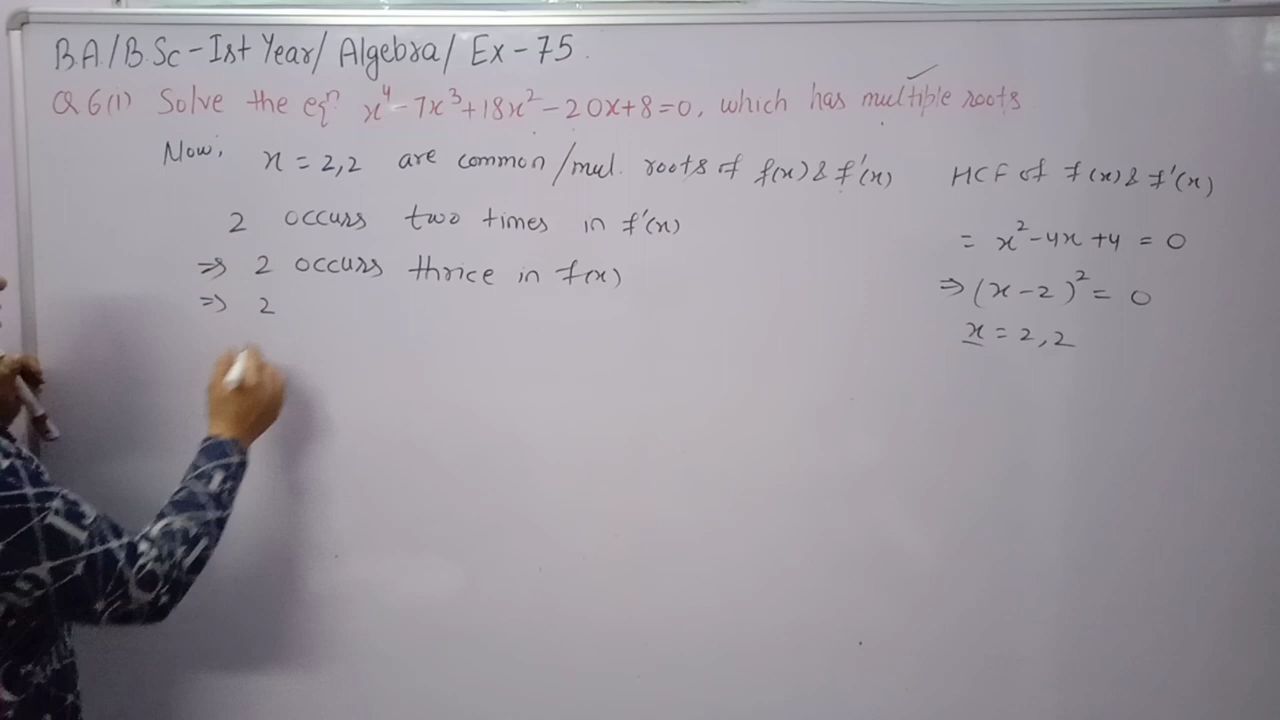 B.A/B.Sc-Ist Year/ Algebra/ Ex-75.
Q 6(1) Solve the eqⁿ x⁴-7x³+18x²-20x+8=0, which has multiple roots
Now, x = 2,2 are common/mul. roots of f(x) & f'(x)
2 occurs two times in f'(x)
⇒ 2 occurs thrice in f(x)
⇒ 2
HCF of f(x) & f'(x)
= x²-4x+4 = 0
⇒ (x-2)² = 0
x = 2,2